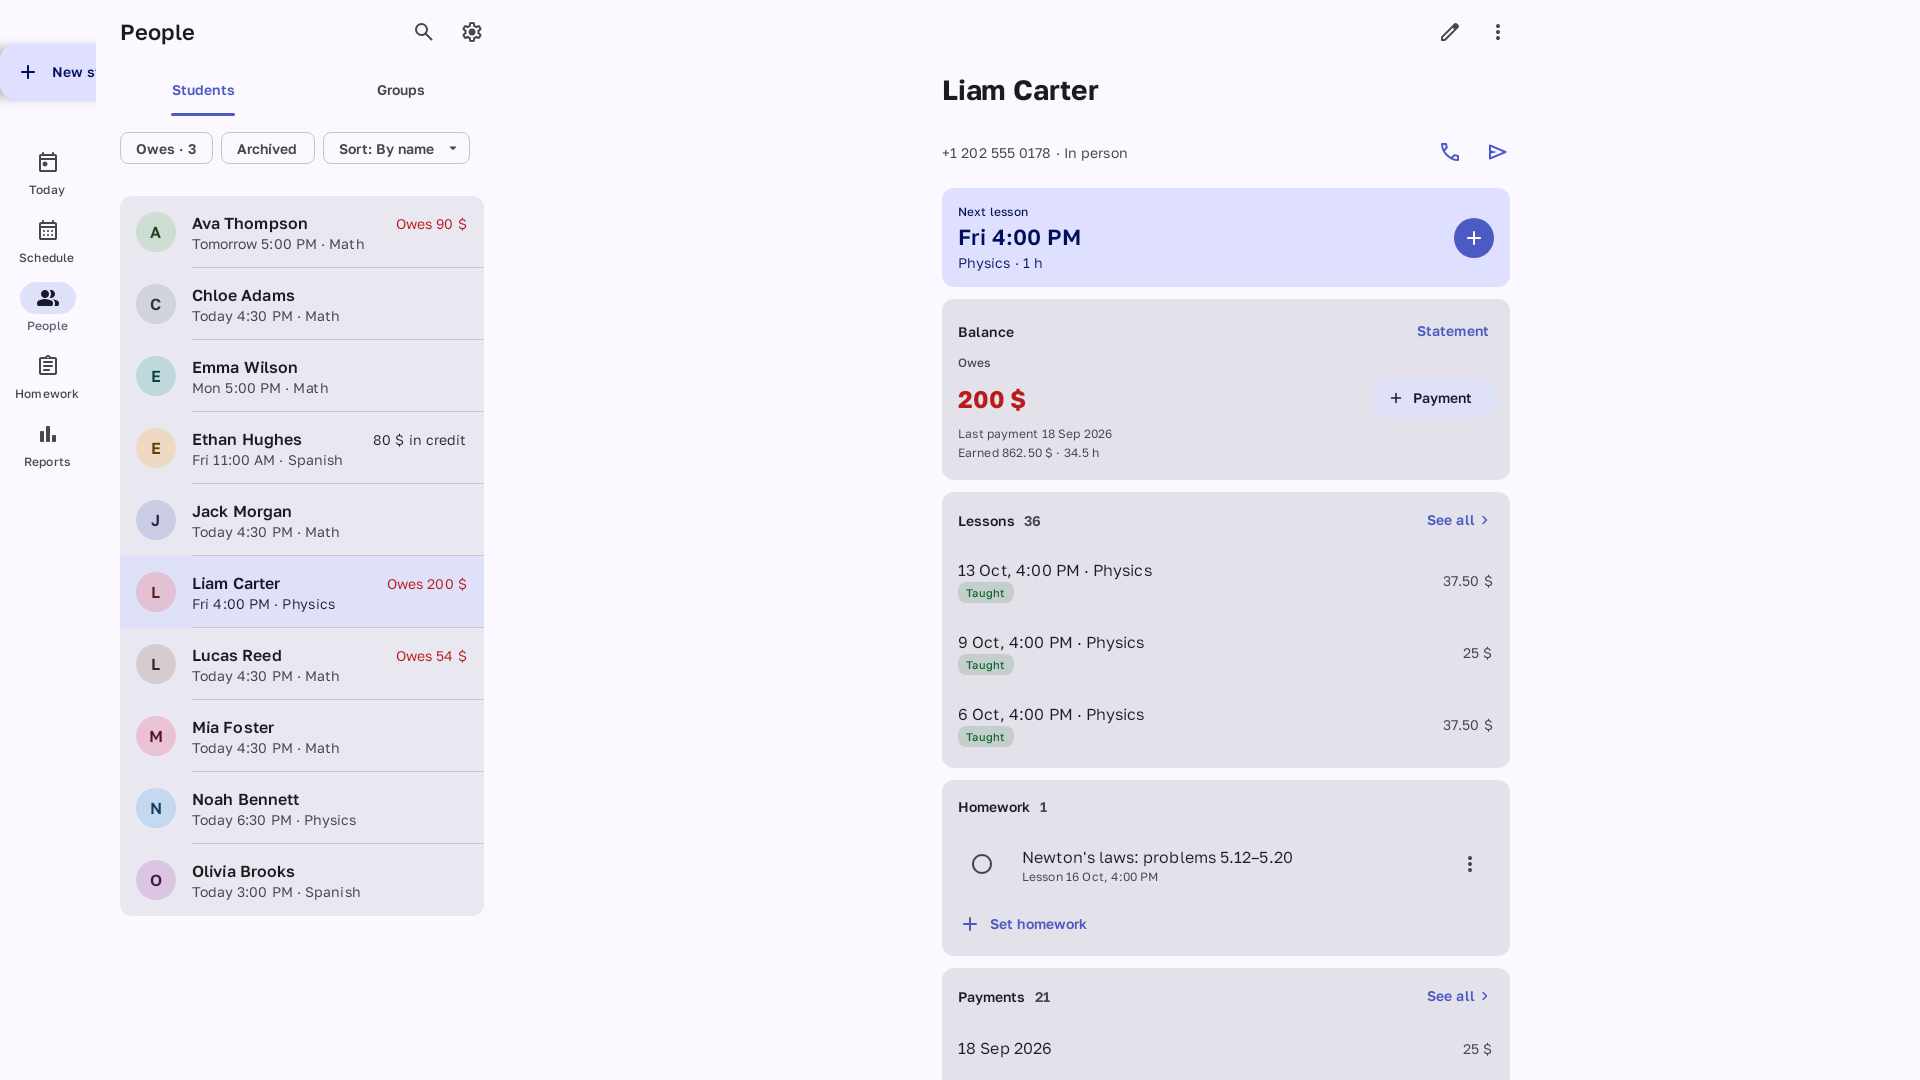 New s
Today
Schedule
People
Homework
Reports
People
Students
Groups
Owes · 3
Archived
Sort: By name
A
Ava Thompson
Owes 90 $
Tomorrow 5:00 PM · Math
C
Chloe Adams
Today 4:30 PM · Math
E
Emma Wilson
Mon 5:00 PM · Math
E
Ethan Hughes
80 $ in credit
Fri 11:00 AM · Spanish
J
Jack Morgan
Today 4:30 PM · Math
L
Liam Carter
Owes 200 $
Fri 4:00 PM · Physics
L
Lucas Reed
Owes 54 $
Today 4:30 PM · Math
M
Mia Foster
Today 4:30 PM · Math
N
Noah Bennett
Today 6:30 PM · Physics
O
Olivia Brooks
Today 3:00 PM · Spanish
Liam Carter
+1 202 555 0178 · In person
Next lesson
Fri 4:00 PM
Physics · 1 h
Balance
Statement
Owes
200 $
Payment
Last payment 18 Sep 2026
Earned 862.50 $ · 34.5 h
Lessons 36
See all
13 Oct, 4:00 PM · Physics
Taught
37.50 $
9 Oct, 4:00 PM · Physics
Taught
25 $
6 Oct, 4:00 PM · Physics
Taught
37.50 $
Homework 1
Newton's laws: problems 5.12–5.20
Lesson 16 Oct, 4:00 PM
Set homework
Payments 21
See all
18 Sep 2026
25 $